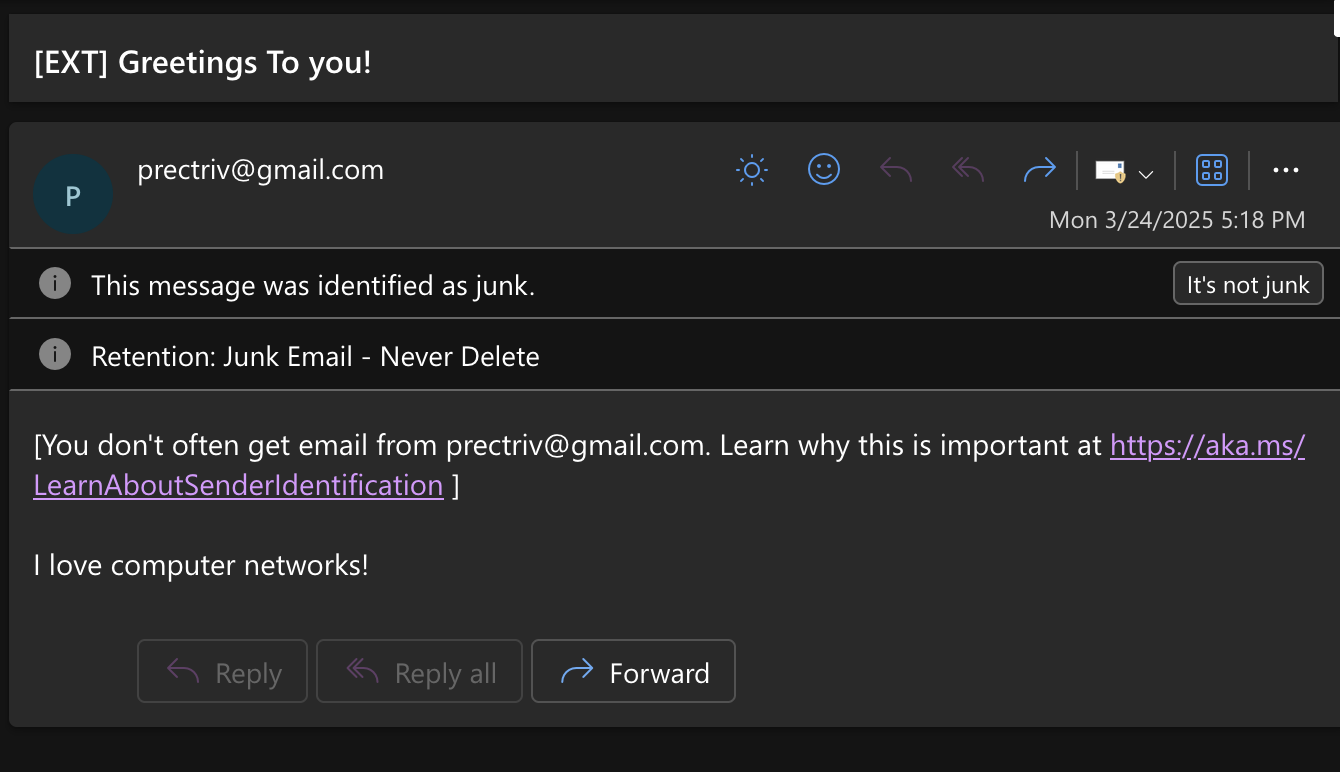 [EXT] Greetings To you!
P
prectriv@gmail.com
Mon 3/24/2025 5:18 PM
This message was identified as junk.
It's not junk
Retention: Junk Email - Never Delete
[You don't often get email from prectriv@gmail.com. Learn why this is important at https://aka.ms/
LearnAboutSenderIdentification ]
I love computer networks!
Reply
Reply all
Forward